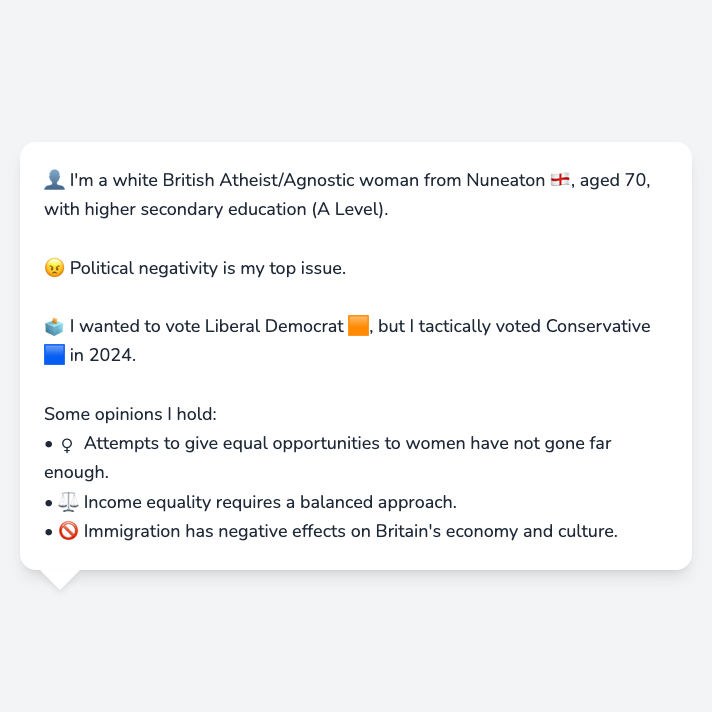 👤 I'm a white British Atheist/Agnostic woman from Nuneaton 🏴󠁧󠁢󠁥󠁮󠁧󠁿, aged 70,
with higher secondary education (A Level).
😠 Political negativity is my top issue.
🗳️ I wanted to vote Liberal Democrat 🟧, but I tactically voted Conservative
🟦 in 2024.
Some opinions I hold:
• ♀️ Attempts to give equal opportunities to women have not gone far
enough.
• ⚖️ Income equality requires a balanced approach.
• 🚫 Immigration has negative effects on Britain's economy and culture.